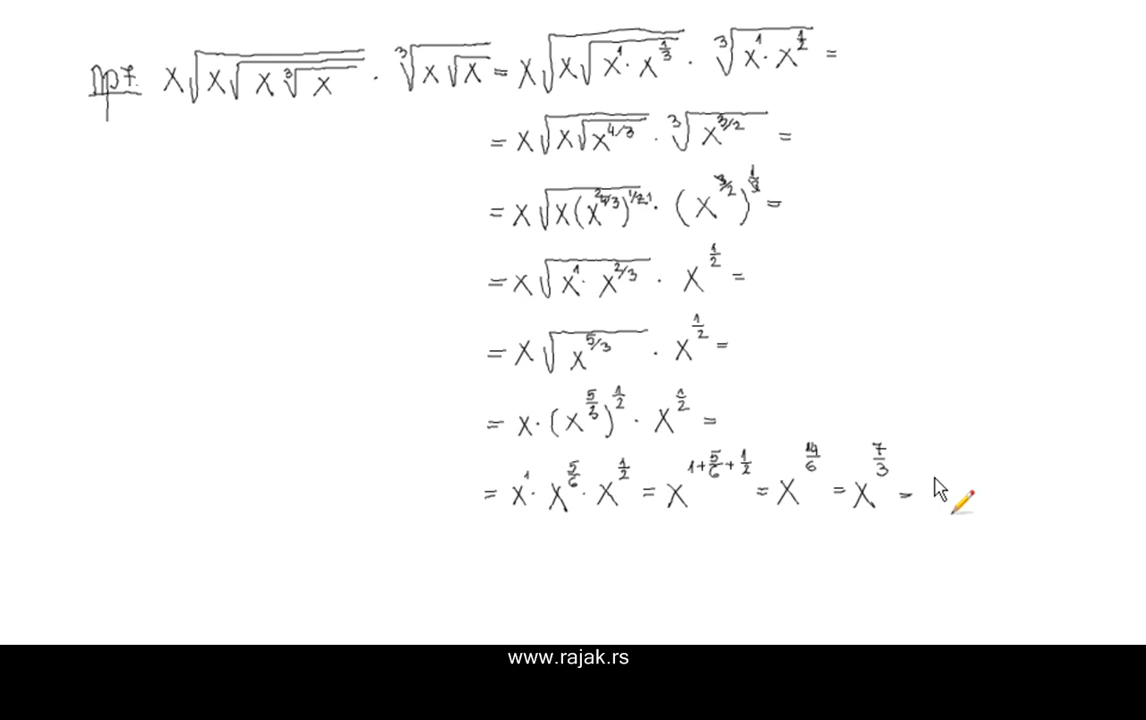 Пр7. x√(x√(x∛x)) · ∛(x√x) = x√(x√(x¹·x^(1/3))) · ∛(x¹·x^(1/2)) =
= x√(x√(x^(4/3))) · ∛(x^(3/2)) =
= x√(x(x^(4/3))^(1/2)) · (x^(3/2))^(1/3) =
= x√(x¹·x^(2/3)) · x^(1/2) =
= x√(x^(5/3)) · x^(1/2) =
= x·(x^(5/3))^(1/2) · x^(1/2) =
= x¹·x^(5/6)·x^(1/2) = x^(1+5/6+1/2) = x^(14/6) = x^(7/3) =
www.rajak.rs